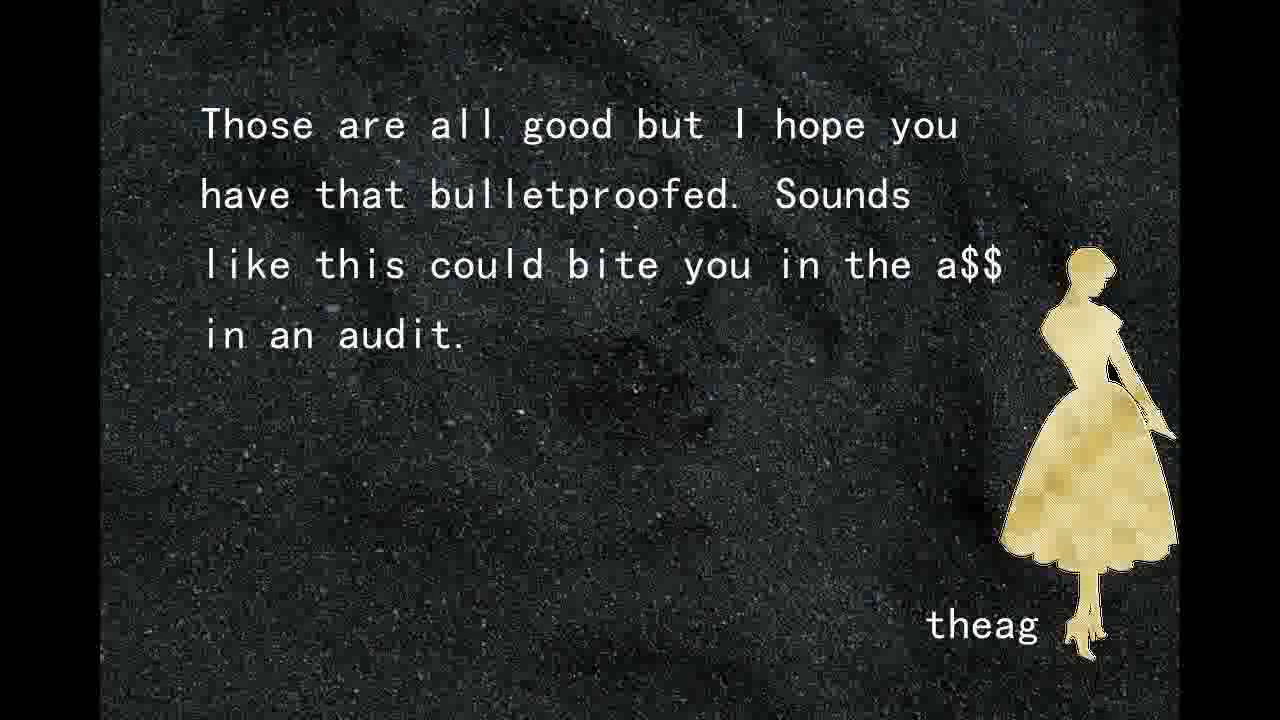 Those are all good but I hope you
have that bulletproofed. Sounds
like this could bite you in the a$$
in an audit.
theag